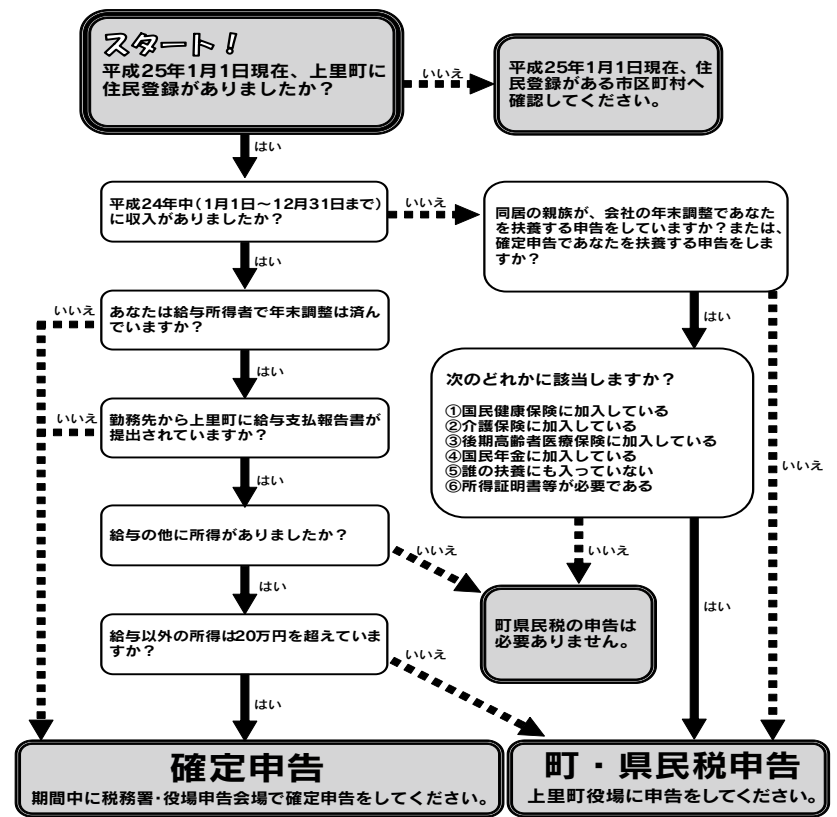 スタート！
平成25年1月1日現在、上里町に
住民登録がありましたか？
いいえ
平成25年1月1日現在、住
民登録がある市区町村へ
確認してください。
はい
平成24年中（1月1日～12月31日まで）
に収入がありましたか？
いいえ
同居の親族が、会社の年末調整であなた
を扶養する申告をしていますか？または、
確定申告であなたを扶養する申告をしま
すか？
はい
いいえ
あなたは給与所得者で年末調整は済ん
でいますか？
はい
いいえ
はい
次のどれかに該当しますか？
①国民健康保険に加入している
②介護保険に加入している
③後期高齢者医療保険に加入している
④国民年金に加入している
⑤誰の扶養にも入っていない
⑥所得証明書等が必要である
いいえ
勤務先から上里町に給与支払報告書が
提出されていますか？
いいえ
はい
給与の他に所得がありましたか？
いいえ
いいえ
はい
町県民税の申告は
必要ありません。
はい
給与以外の所得は20万円を超えていま
すか？
いいえ
はい
確定申告
期間中に税務署・役場申告会場で確定申告をしてください。
町・県民税申告
上里町役場に申告をしてください。